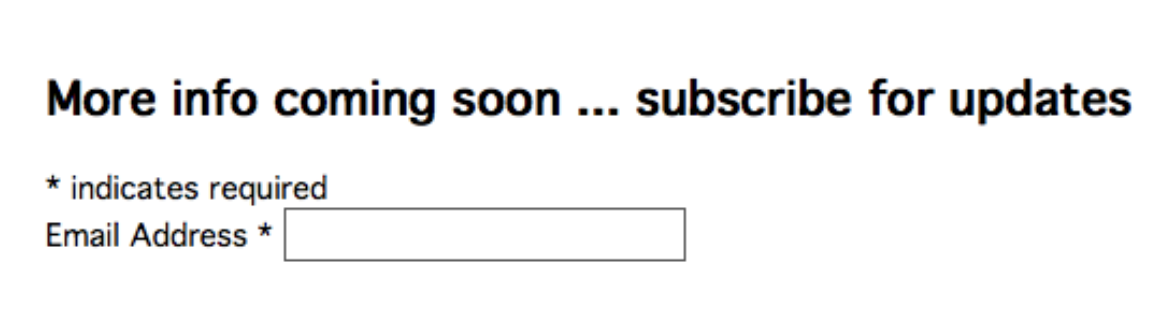 More info coming soon ... subscribe for updates
* indicates required
Email Address *